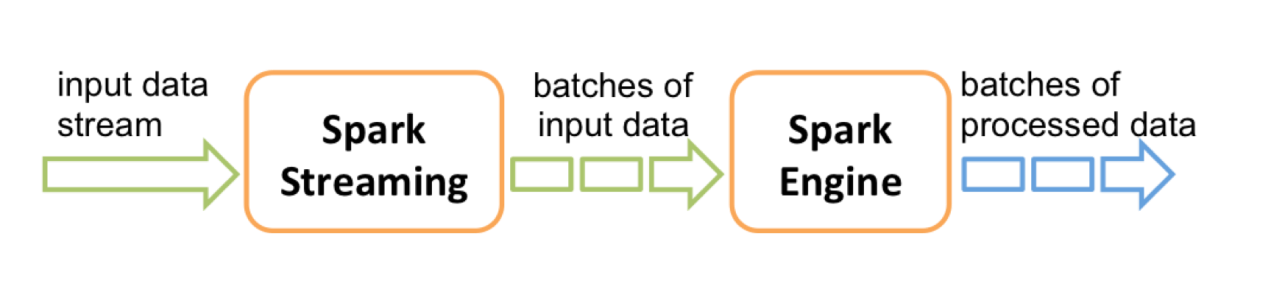 input data
stream
Spark
Streaming
batches of
input data
Spark
Engine
batches of
processed data